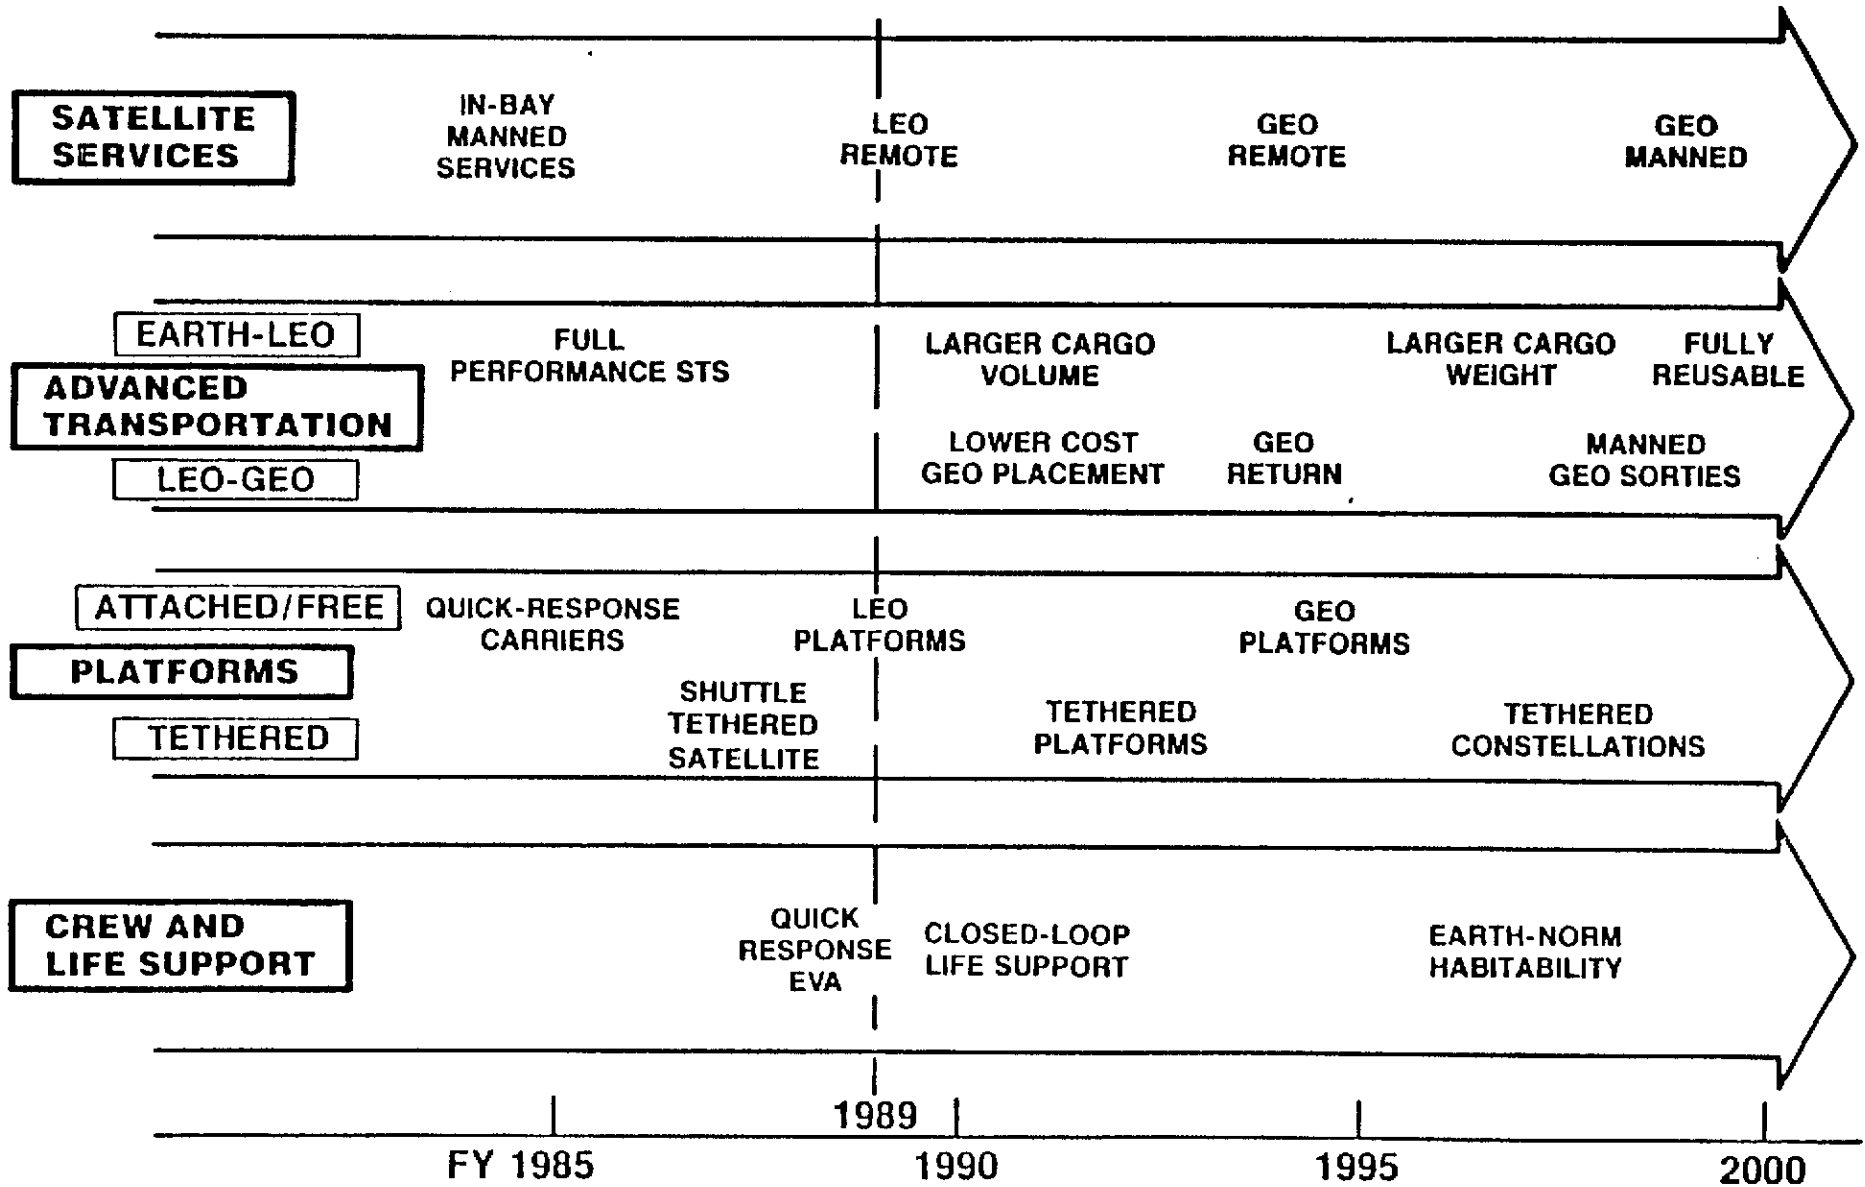 SATELLITE
SERVICES
IN-BAY
MANNED
SERVICES
LEO
REMOTE
GEO
REMOTE
GEO
MANNED
EARTH-LEO
ADVANCED
TRANSPORTATION
LEO-GEO
FULL
PERFORMANCE STS
LARGER CARGO
VOLUME
LARGER CARGO
WEIGHT
FULLY
REUSABLE
LOWER COST
GEO PLACEMENT
GEO
RETURN
MANNED
GEO SORTIES
ATTACHED/FREE
PLATFORMS
TETHERED
QUICK-RESPONSE
CARRIERS
LEO
PLATFORMS
GEO
PLATFORMS
SHUTTLE
TETHERED
SATELLITE
TETHERED
PLATFORMS
TETHERED
CONSTELLATIONS
CREW AND
LIFE SUPPORT
QUICK
RESPONSE
EVA
CLOSED-LOOP
LIFE SUPPORT
EARTH-NORM
HABITABILITY
1989
FY 1985
1990
1995
2000